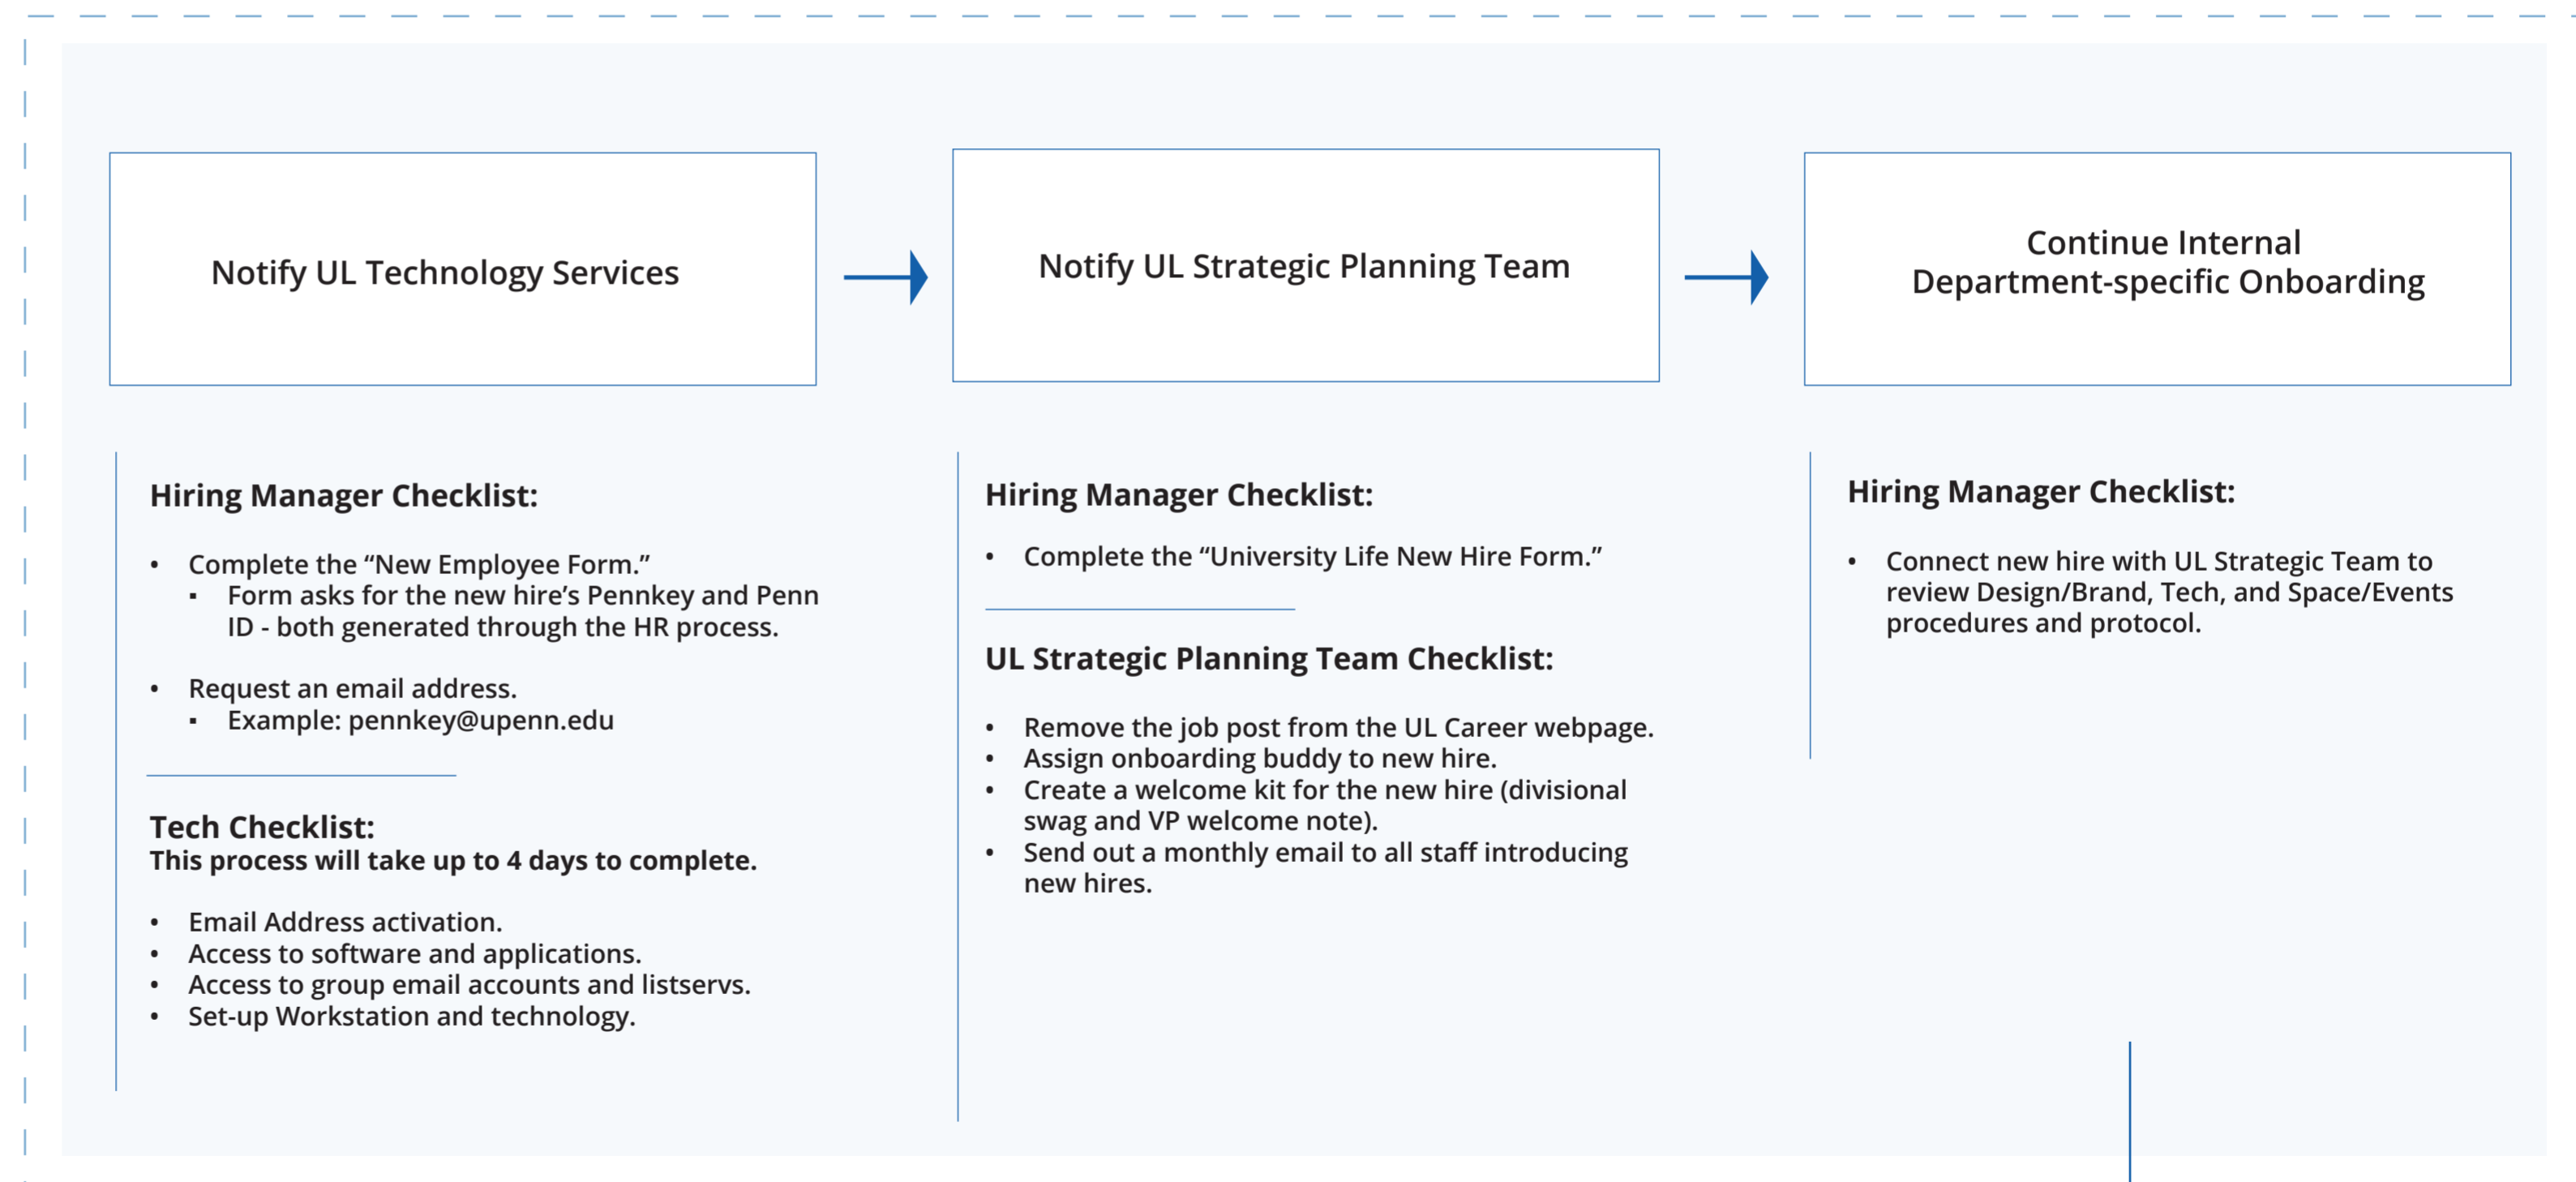 Notify UL Technology Services
Notify UL Strategic Planning Team
Continue Internal
Department-specific Onboarding
Hiring Manager Checklist:
• Complete the “New Employee Form.”
▪ Form asks for the new hire’s Pennkey and Penn
ID - both generated through the HR process.
• Request an email address.
▪ Example: pennkey@upenn.edu
Tech Checklist:
This process will take up to 4 days to complete.
• Email Address activation.
• Access to software and applications.
• Access to group email accounts and listservs.
• Set-up Workstation and technology.
Hiring Manager Checklist:
• Complete the “University Life New Hire Form.”
UL Strategic Planning Team Checklist:
• Remove the job post from the UL Career webpage.
• Assign onboarding buddy to new hire.
• Create a welcome kit for the new hire (divisional
swag and VP welcome note).
• Send out a monthly email to all staff introducing
new hires.
Hiring Manager Checklist:
• Connect new hire with UL Strategic Team to
review Design/Brand, Tech, and Space/Events
procedures and protocol.